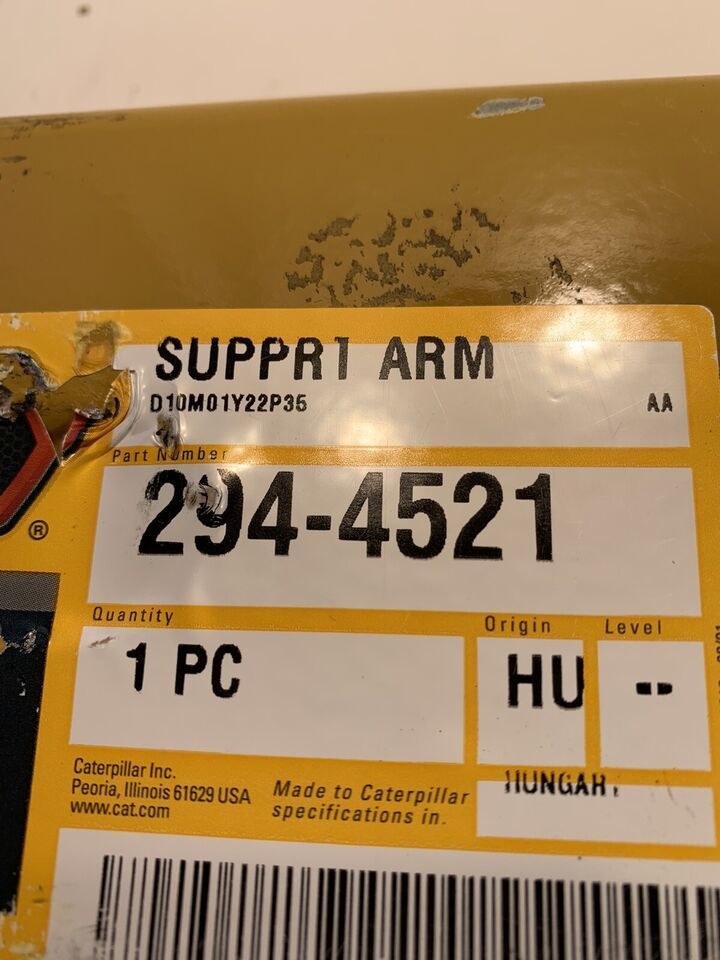 SUPPRT ARM
D10M01Y22P35
AA
Part Number
294-4521
Quantity
1 PC
Origin
HU
Level
--
Caterpillar Inc.
Peoria, Illinois 61629 USA
www.cat.com
Made to Caterpillar
specifications in.
HUNGARY
®